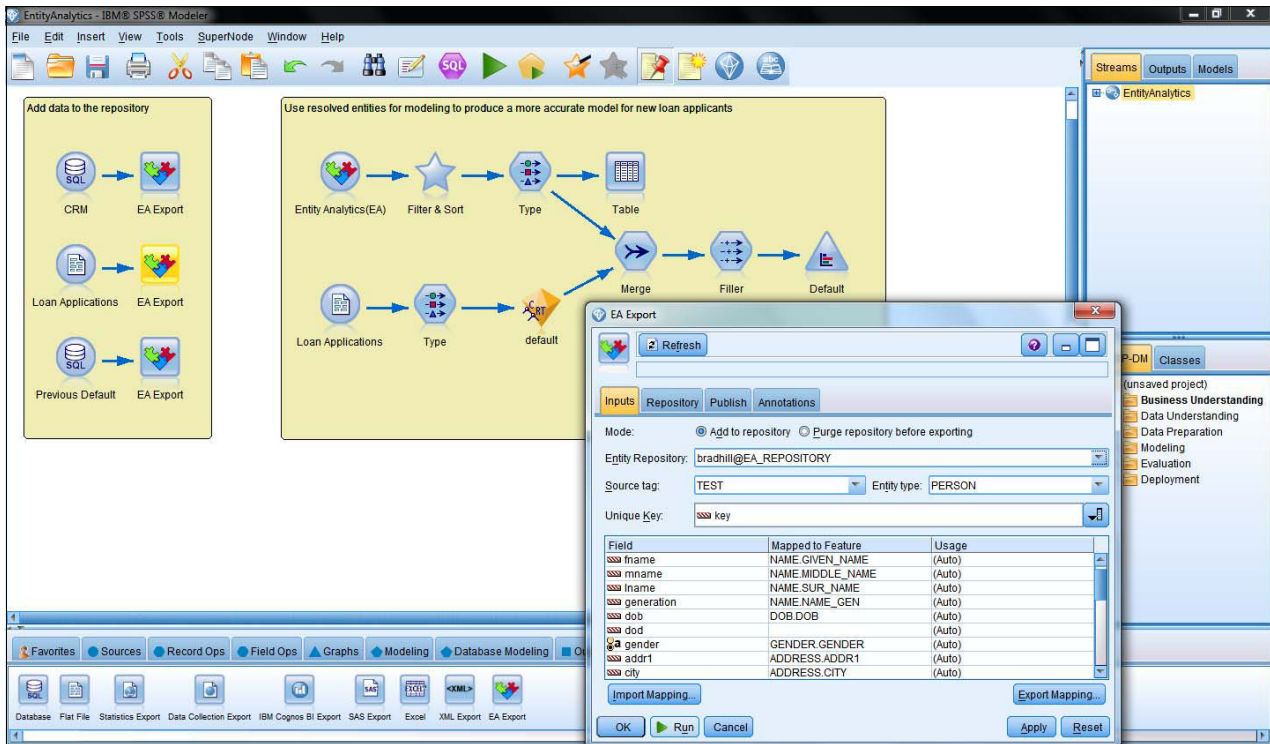 EntityAnalytics - IBM® SPSS® Modeler
File Edit Insert View Tools SuperNode Window Help
SQL
Streams Outputs Models
EntityAnalytics
Add data to the repository
SQL
CRM EA Export
Loan Applications EA Export
SQL
Previous Default EA Export
Use resolved entities for modeling to produce a more accurate model for new loan applicants
Entity Analytics(EA) Filter & Sort Type Table
Merge Filler Default
Loan Applications Type default
EA Export
Refresh
Inputs Repository Publish Annotations
Mode: Add to repository Purge repository before exporting
Entity Repository: bradhill@EA_REPOSITORY
Source tag: TEST Entity type: PERSON
Unique Key: key
Field Mapped to Feature Usage
fname NAME.GIVEN_NAME (Auto)
mname NAME.MIDDLE_NAME (Auto)
lname NAME.SUR_NAME (Auto)
generation NAME.NAME_GEN (Auto)
dob DOB.DOB (Auto)
dod (Auto)
gender GENDER.GENDER (Auto)
addr1 ADDRESS.ADDR1 (Auto)
city ADDRESS.CITY (Auto)
Import Mapping... Export Mapping...
OK Run Cancel Apply Reset
P-DM Classes
(unsaved project)
Business Understanding
Data Understanding
Data Preparation
Modeling
Evaluation
Deployment
Favorites Sources Record Ops Field Ops Graphs Modeling Database Modeling Ou
SQL SAS EXCEL <XML>
Database Flat File Statistics Export Data Collection Export IBM Cognos BI Export SAS Export Excel XML Export EA Export